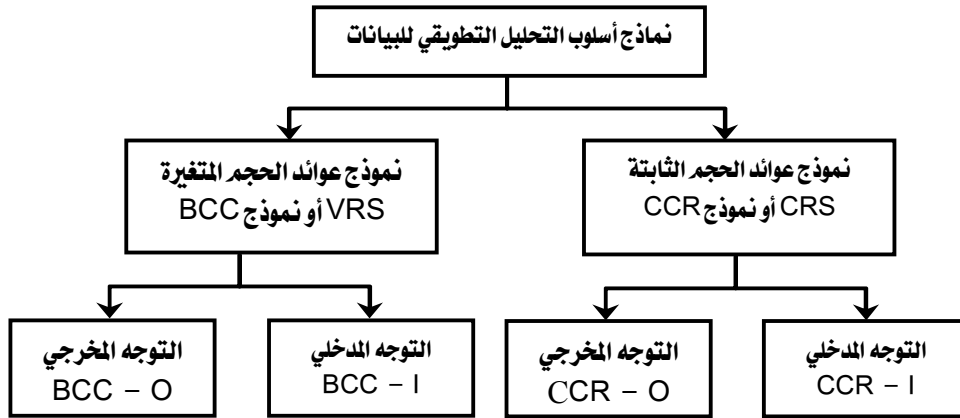 نماذج أسلوب التحليل التطويقي للبيانات
نموذج عوائد الحجم الثابتة
CRS أو نموذج CCR
نموذج عوائد الحجم المتغيرة
VRS أو نموذج BCC
التوجه المدخلي
CCR – I
التوجه المخرجي
CCR – O
التوجه المدخلي
BCC – I
التوجه المخرجي
BCC – O